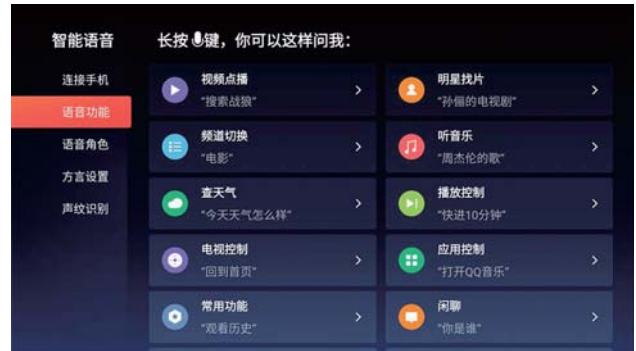 智能语音
长按键，你可以这样问我：
连接手机
语音功能
语音角色
方言设置
声纹识别
视频点播
“搜索战狼”
明星找片
“孙俪的电视剧”
频道切换
“电影”
听音乐
“周杰伦的歌”
查天气
“今天天气怎么样”
播放控制
“快进10分钟”
电视控制
“回到首页”
应用控制
“打开QQ音乐”
常用功能
“观看历史”
闲聊
“你是谁”